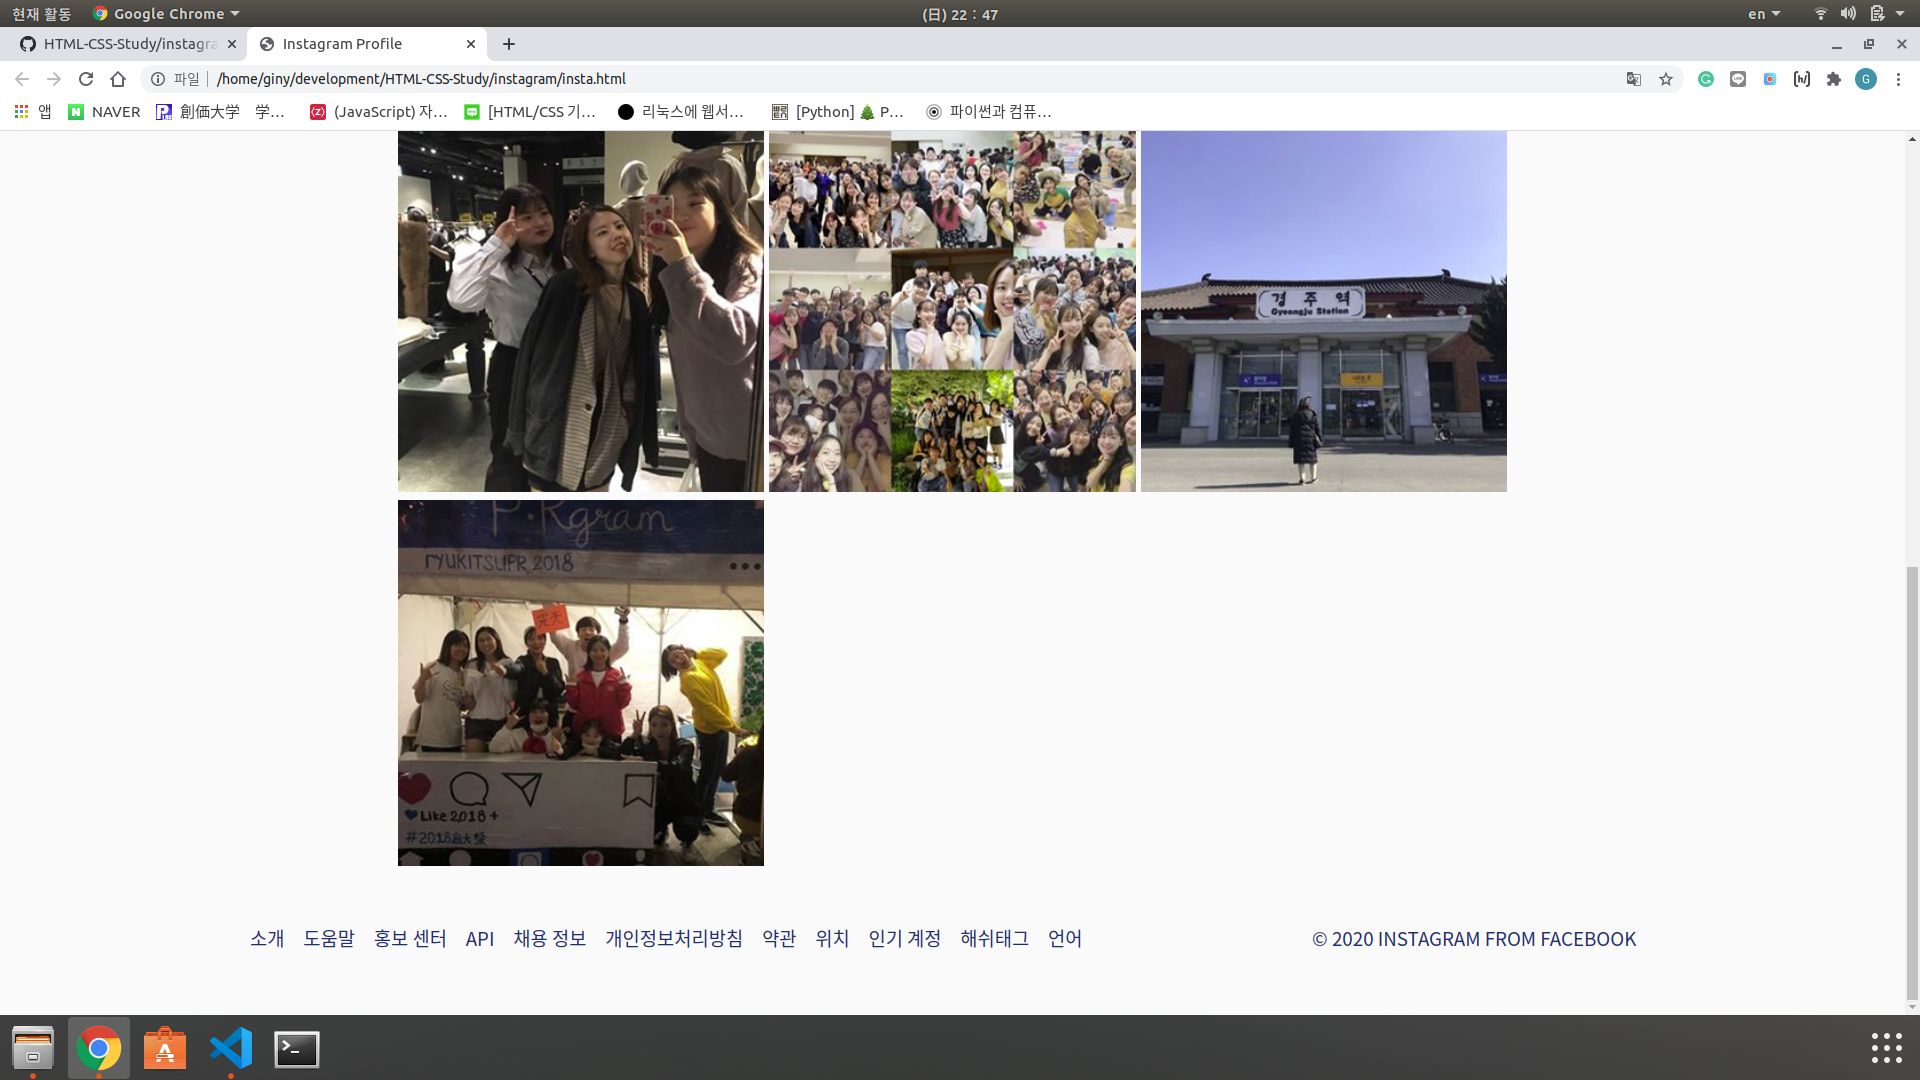 현재 활동
Google Chrome
(日) 22 : 47
en
HTML-CSS-Study/instagra
Instagram Profile
파일
/home/giny/development/HTML-CSS-Study/instagram/insta.html
G
앱
NAVER
創価大学 学...
(JavaScript) 자...
[HTML/CSS 기...
리눅스에 웹서...
[Python] 🎄 P...
파이썬과 컴퓨...
경 주 역
Gyeongju Station
P·Rgram
ryukitsupr_2018
Like 2018 +
소개 도움말 홍보 센터 API 채용 정보 개인정보처리방침 약관 위치 인기 계정 해쉬태그 언어
© 2020 INSTAGRAM FROM FACEBOOK